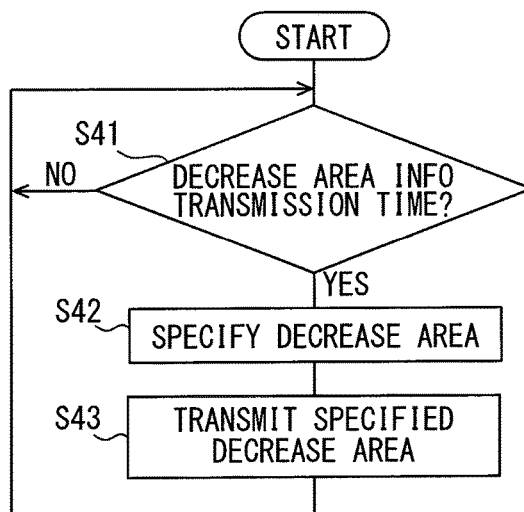 START
S41
DECREASE AREA INFO
TRANSMISSION TIME?
NO
YES
S42
SPECIFY DECREASE AREA
S43
TRANSMIT SPECIFIED
DECREASE AREA